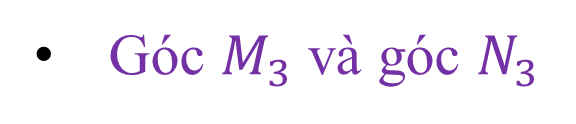 • Góc M₃ và góc N₃